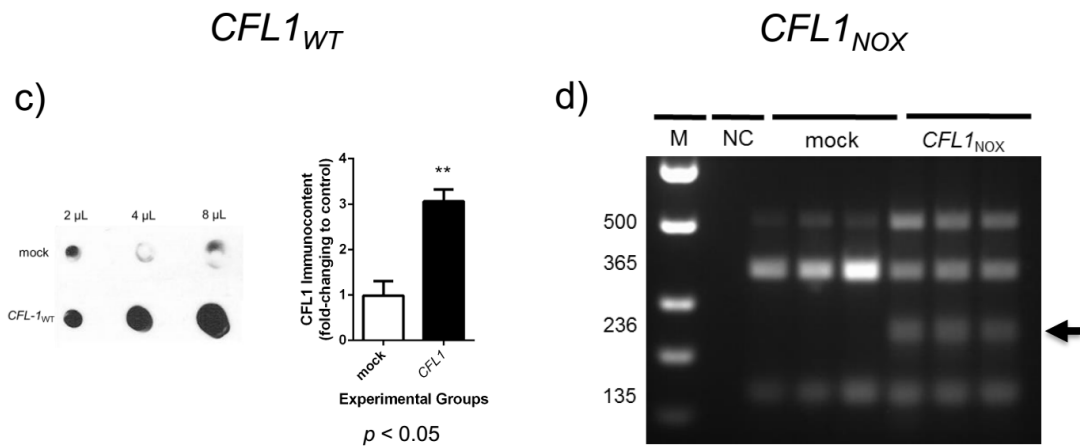 CFL1WT
CFL1NOX
c)
2 µL 4 µL 8 µL
mock
CFL-1WT
CFL1 Immunocontent
(fold-changing to control)
4
3
2
1
0
**
mock
CFL1
Experimental Groups
p < 0.05
d)
M NC mock CFL1NOX
500
365
236
135